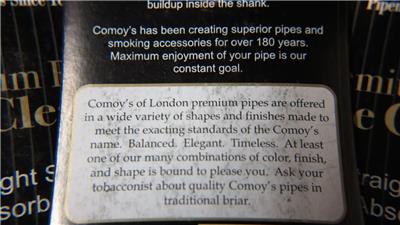 buildup inside the shank.
Comoy's has been creating superior pipes and
smoking accessories for over 180 years.
Maximum enjoyment of your pipe is our
constant goal.
Comoy's of London premium pipes are offered
in a wide variety of shapes and finishes made to
meet the exacting standards of the Comoy's
name. Balanced. Elegant. Timeless. At least
one of our many combinations of color, finish,
and shape is bound to please you. Ask your
tobacconist about quality Comoy's pipes in
traditional briar.